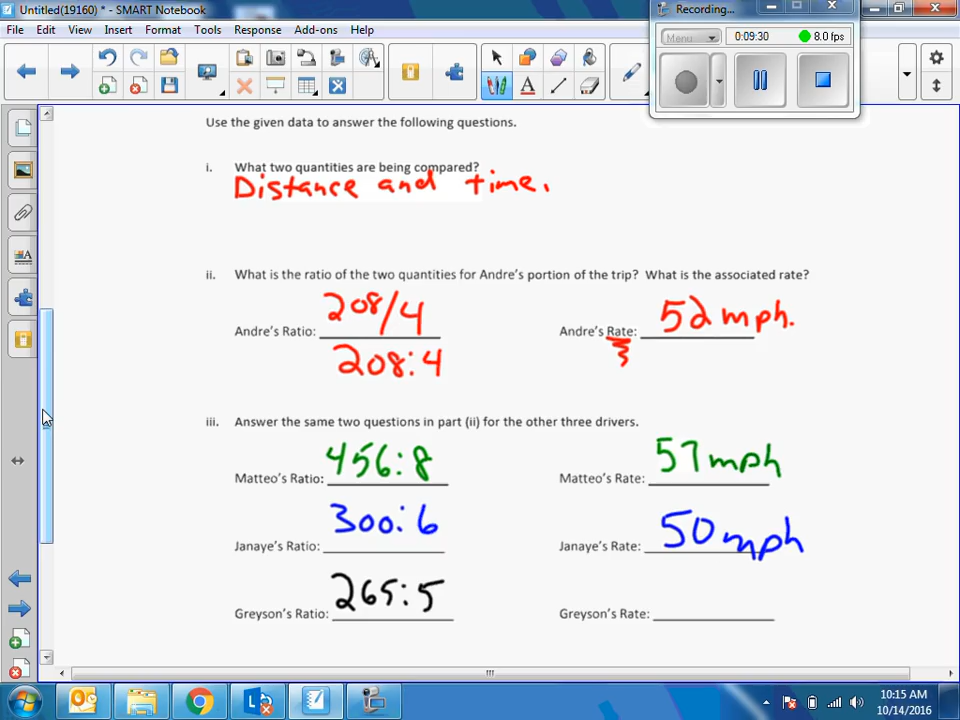 Untitled(19160) * - SMART Notebook
Recording...
File Edit View Insert Format Tools Response Add-ons Help
Menu 0:09:30 8.0 fps
Use the given data to answer the following questions.
i. What two quantities are being compared?
Distance and time.
ii. What is the ratio of the two quantities for Andre's portion of the trip? What is the associated rate?
208/4
Andre's Ratio: Andre's Rate: 52 mph.
208:4
iii. Answer the same two questions in part (ii) for the other three drivers.
Matteo's Ratio: 456:8 Matteo's Rate: 57 mph
Janaye's Ratio: 300:6 Janaye's Rate: 50 mph
Greyson's Ratio: 265:5 Greyson's Rate:
10:15 AM
10/14/2016